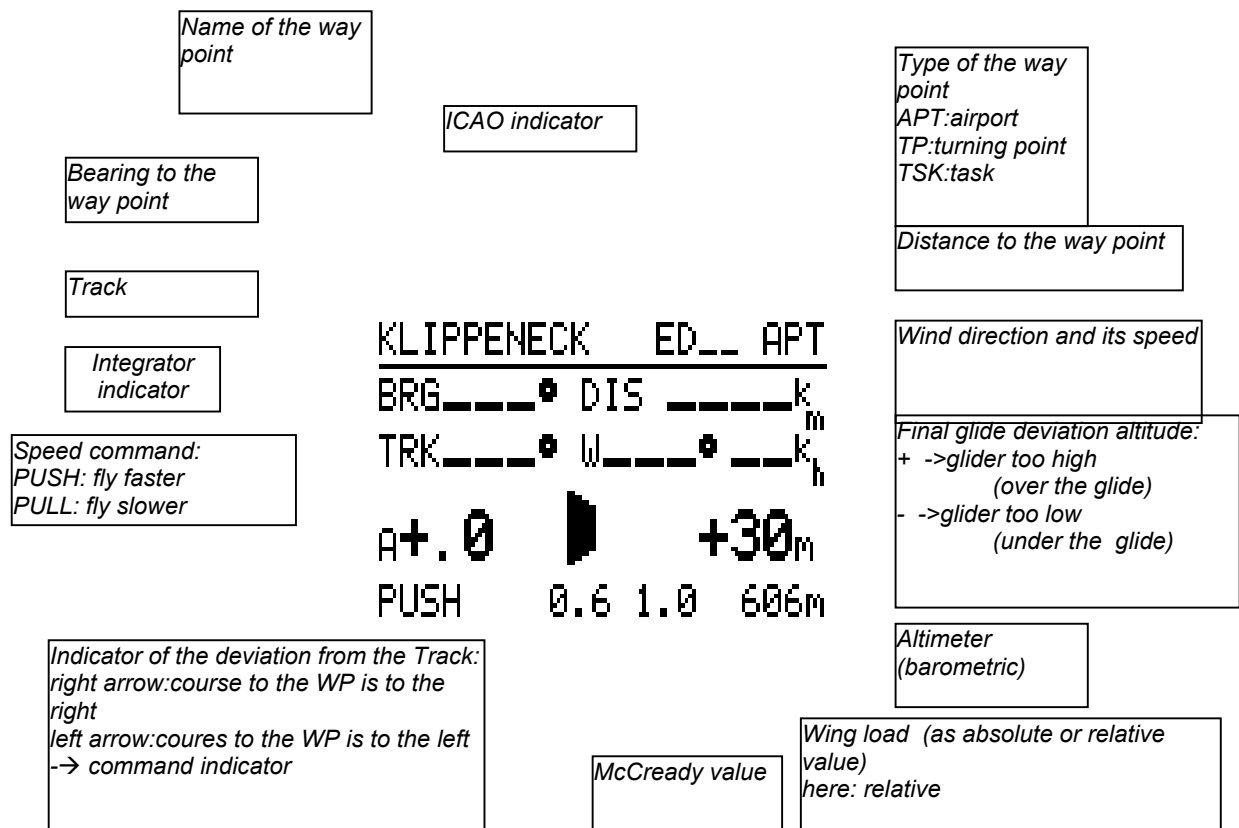 Name of the way
point
ICAO indicator
Type of the way
point
APT:airport
TP:turning point
TSK:task
Bearing to the
way point
Distance to the way point
Track
Wind direction and its speed
Integrator
indicator
KLIPPENECK ED__ APT
BRG___° DIS ____km
TRK___° W___° __kh
A+.0 +30m
PUSH 0.6 1.0 606m
Speed command:
PUSH: fly faster
PULL: fly slower
Final glide deviation altitude:
+ ->glider too high
(over the glide)
- ->glider too low
(under the glide)
Altimeter
(barometric)
Indicator of the deviation from the Track:
right arrow:course to the WP is to the
right
left arrow:coures to the WP is to the left
-→ command indicator
McCready value
Wing load (as absolute or relative
value)
here: relative